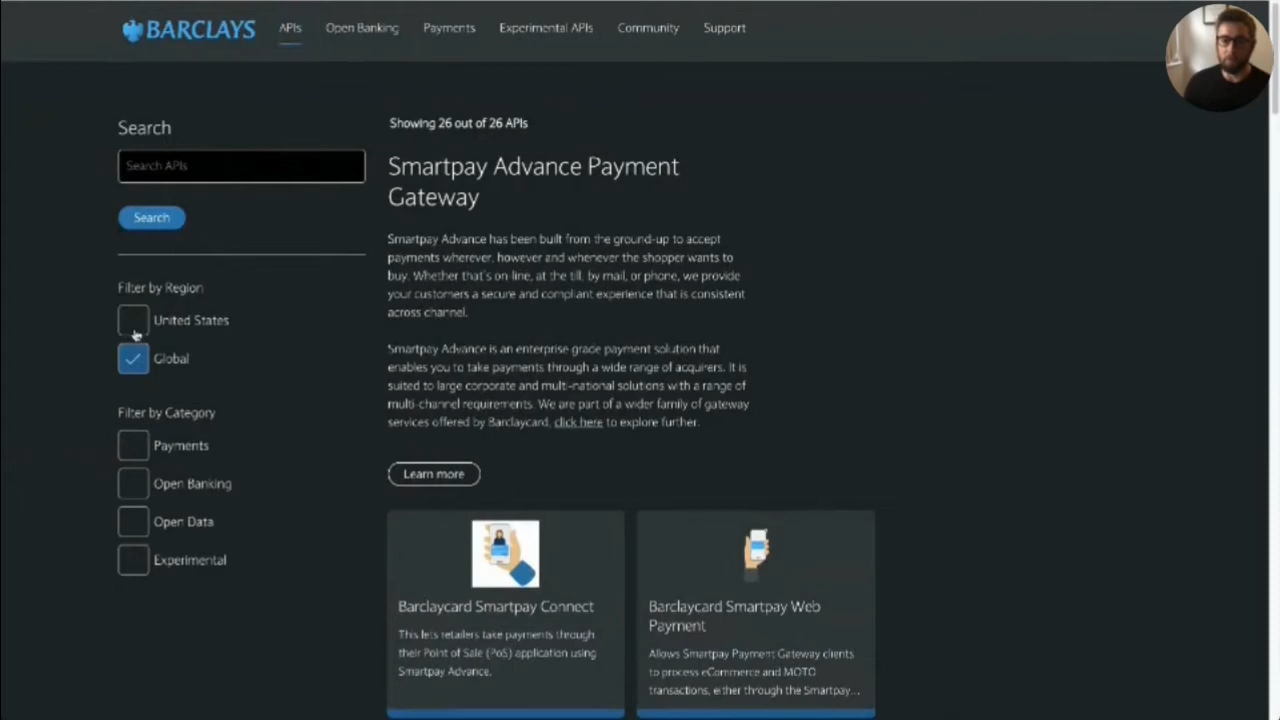 BARCLAYS
APIs
Open Banking
Payments
Experimental APIs
Community
Support
Search
Search APIs
Search
Filter by Region
United States
Global
Filter by Category
Payments
Open Banking
Open Data
Experimental
Showing 26 out of 26 APIs
Smartpay Advance Payment
Gateway
Smartpay Advance has been built from the ground-up to accept
payments wherever, however and whenever the shopper wants to
buy. Whether that's on-line, at the till, by mail, or phone, we provide
your customers a secure and compliant experience that is consistent
across channel.
Smartpay Advance is an enterprise grade payment solution that
enables you to take payments through a wide range of acquirers. It is
suited to large corporate and multi-national solutions with a range of
multi-channel requirements. We are part of a wider family of gateway
services offered by Barclaycard, click here to explore further.
Learn more
Barclaycard Smartpay Connect
This lets retailers take payments through
their Point of Sale (PoS) application using
Smartpay Advance.
Barclaycard Smartpay Web
Payment
Allows Smartpay Payment Gateway clients
to process eCommerce and MOTO
transactions, either through the Smartpay...